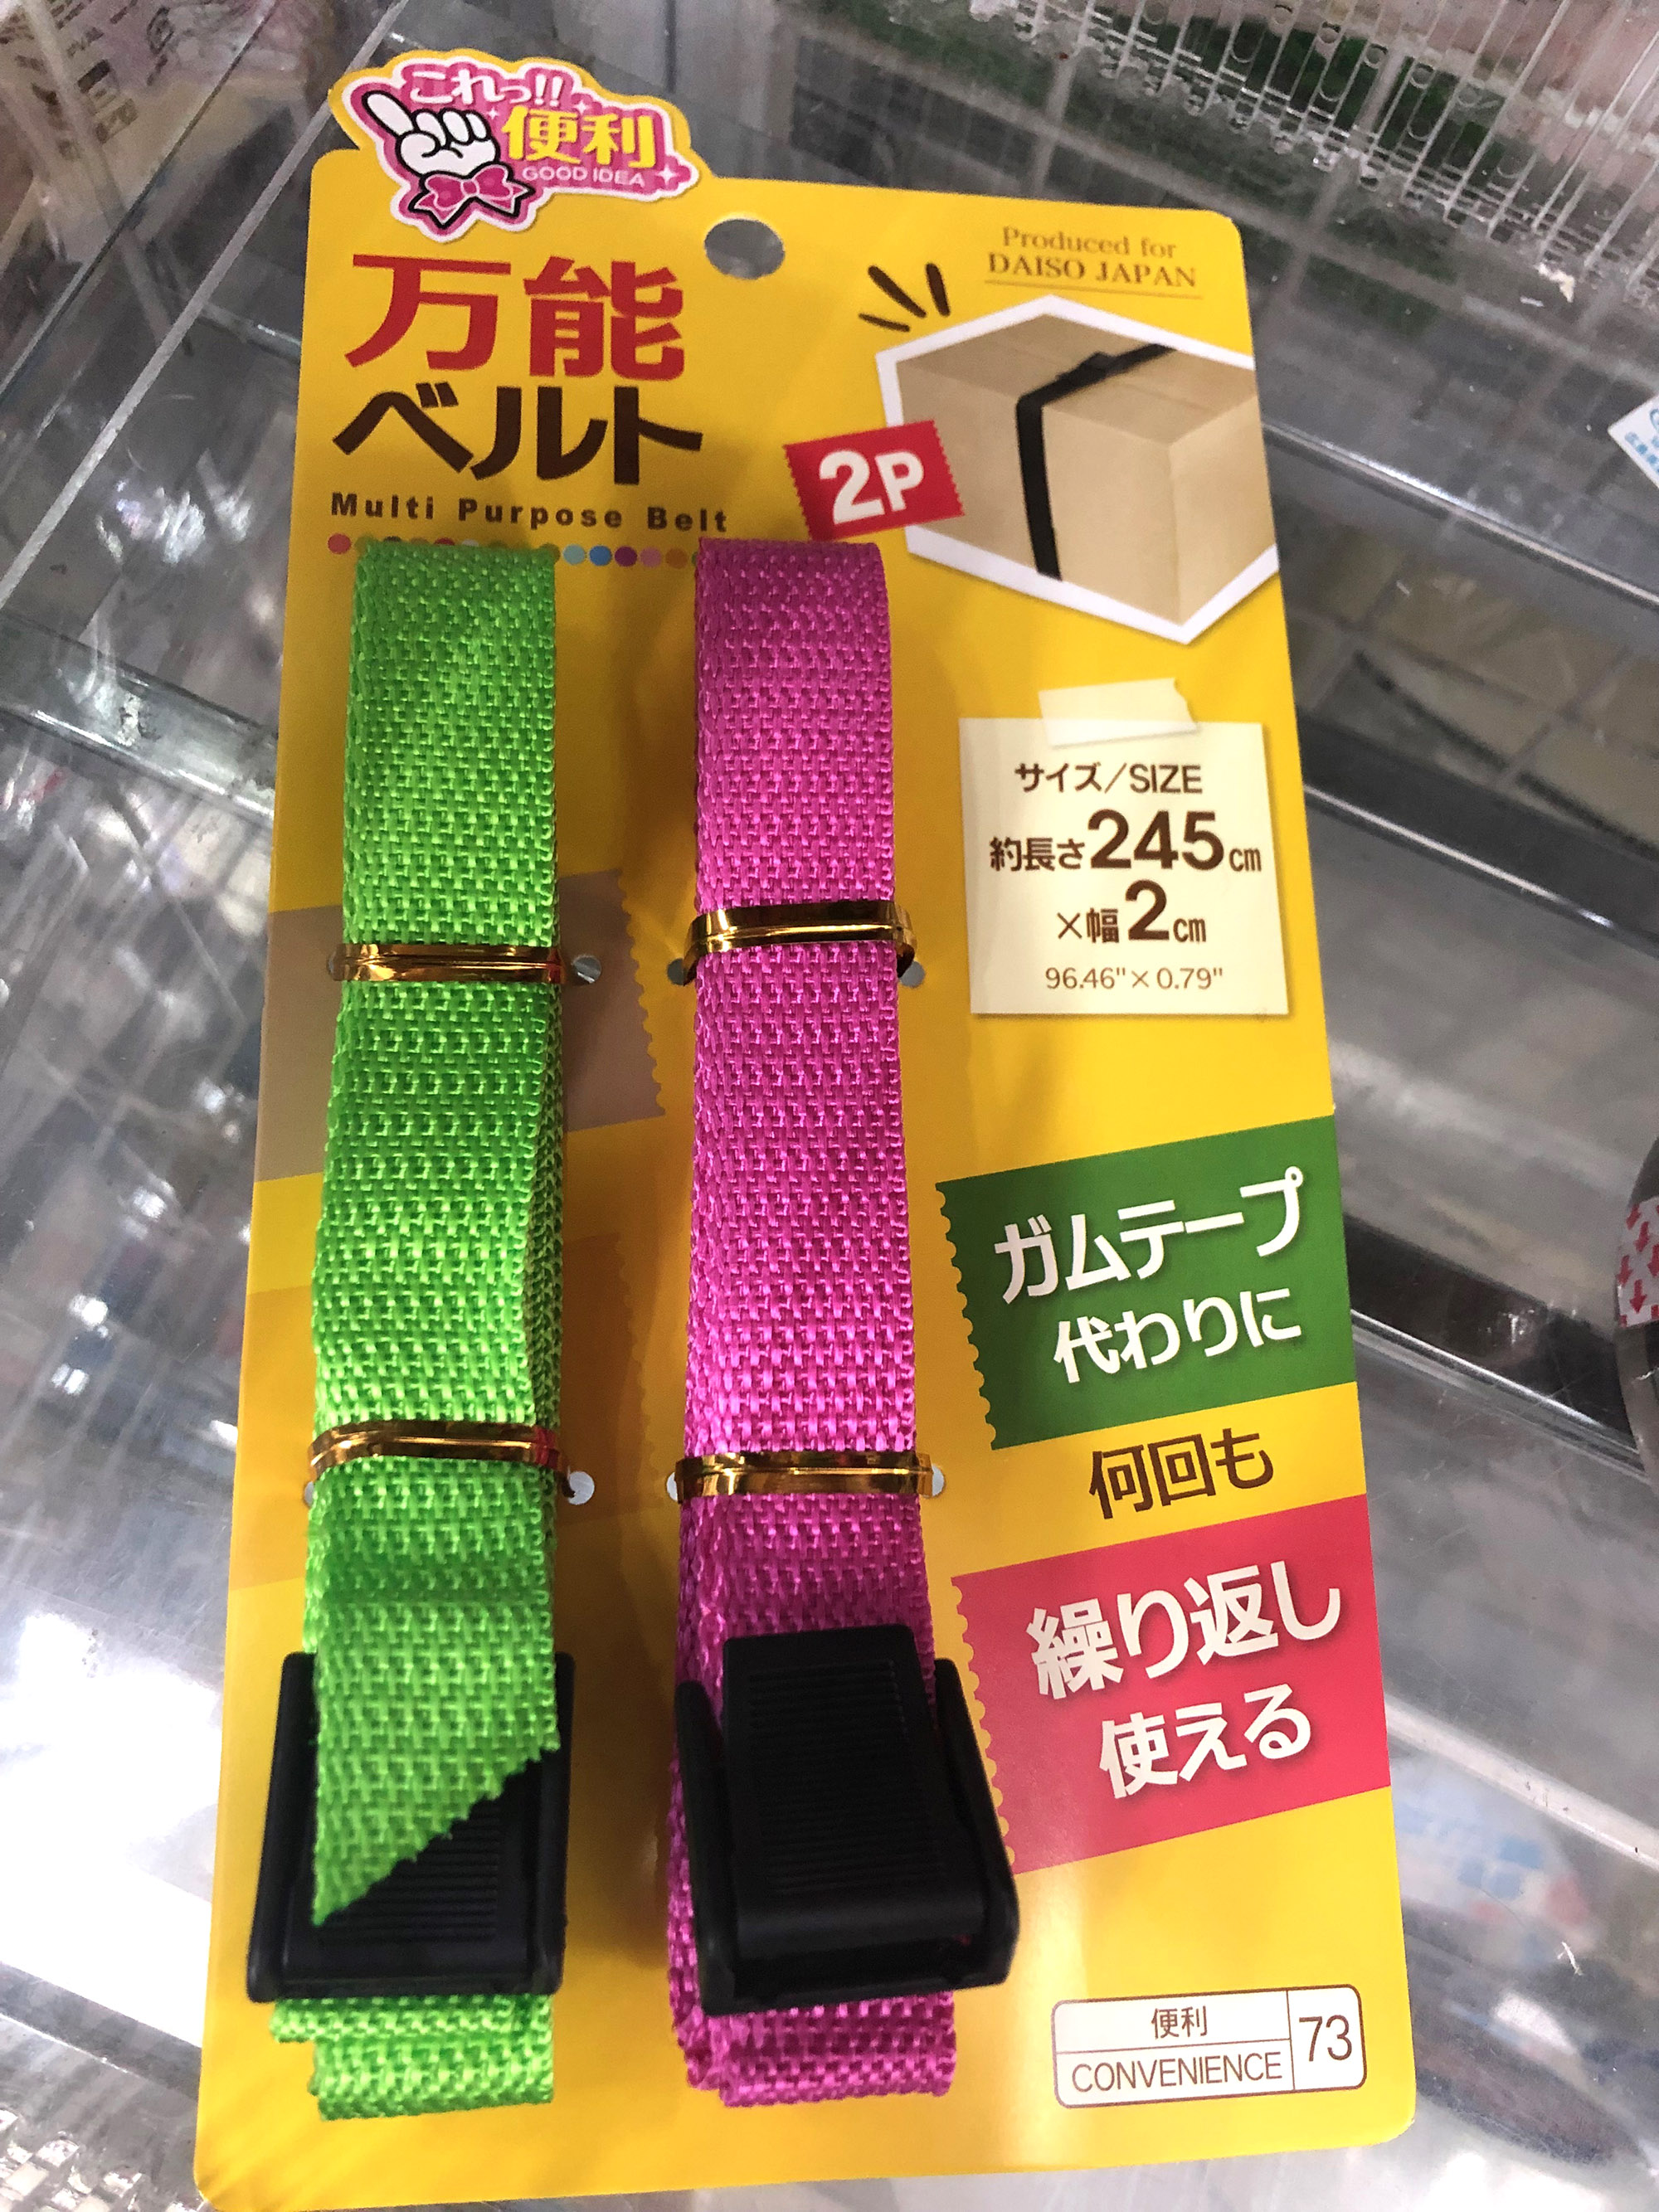 これっ!!
便利
GOOD IDEA
Produced for
DAISO JAPAN
万能
ベルト
Multi Purpose Belt
2P
サイズ/SIZE
約長さ245cm
×幅2cm
96.46"×0.79"
ガムテープ
代わりに
何回も
繰り返し
使える
便利
CONVENIENCE
73